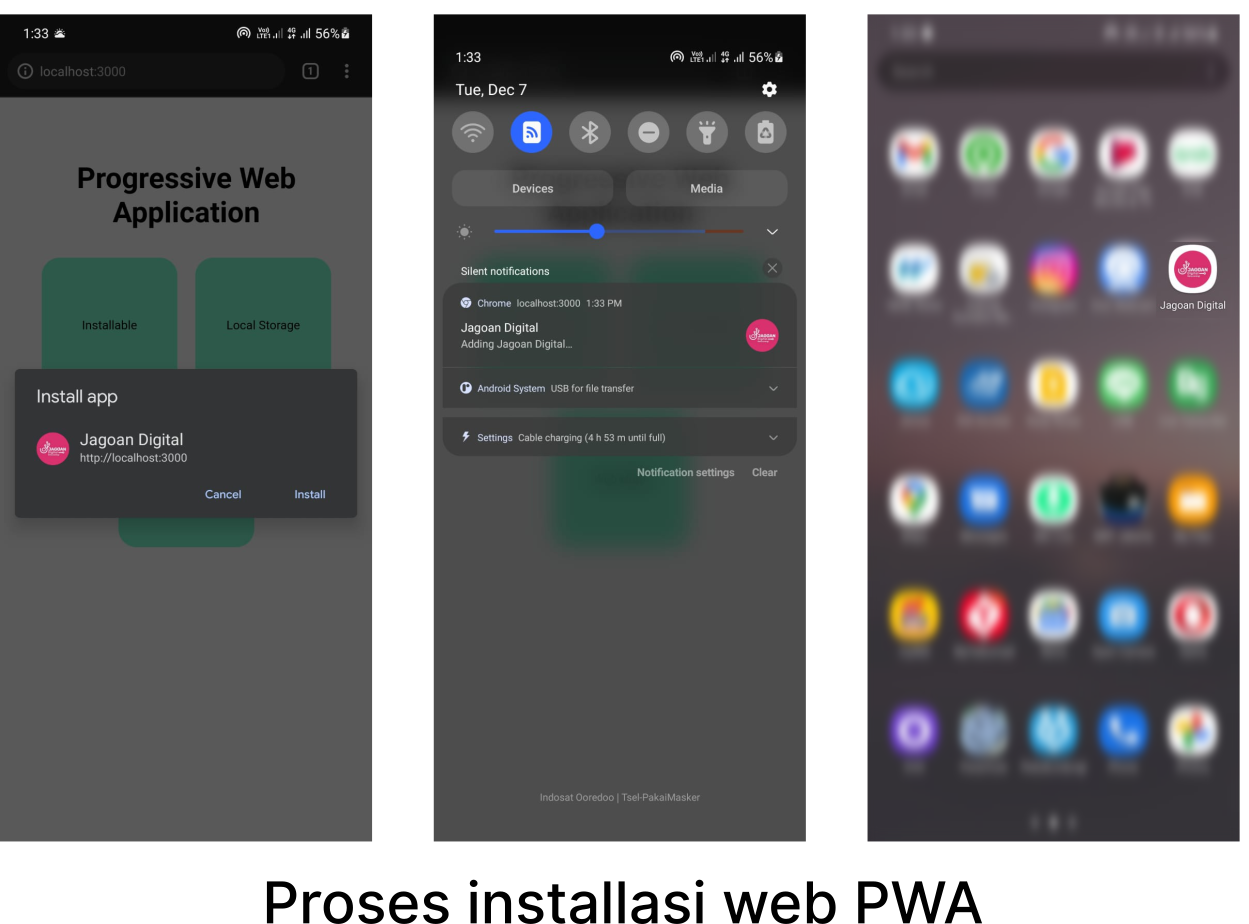 1:33
56%
localhost:3000
1
Progressive Web
Application
Installable
Local Storage
Install app
Jagoan Digital
http://localhost:3000
Cancel
Install
1:33
56%
Tue, Dec 7
Devices
Media
Silent notifications
Chrome localhost:3000 1:33 PM
Jagoan Digital
Adding Jagoan Digital...
Android System USB for file transfer
Settings Cable charging (4 h 53 m until full)
Notification settings Clear
Indosat Ooredoo | Tsel-PakaiMasker
Jagoan Digital
Proses installasi web PWA